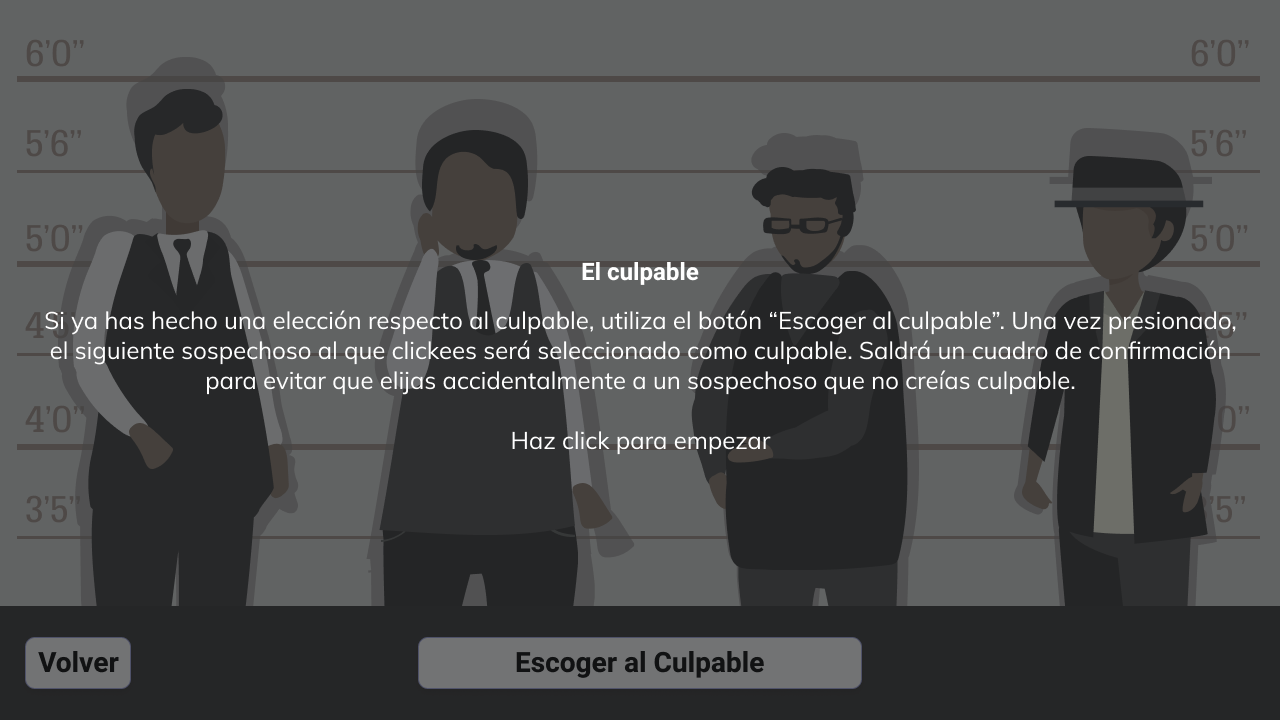 6’0” 6’0”
5’6” 5’6”
5’0” 5’0”
El culpable
Si ya has hecho una elección respecto al culpable, utiliza el botón “Escoger al culpable”. Una vez presionado,
el siguiente sospechoso al que clickees será seleccionado como culpable. Saldrá un cuadro de confirmación
para evitar que elijas accidentalmente a un sospechoso que no creías culpable.
4’0”
Haz click para empezar
3’5”
Volver Escoger al Culpable